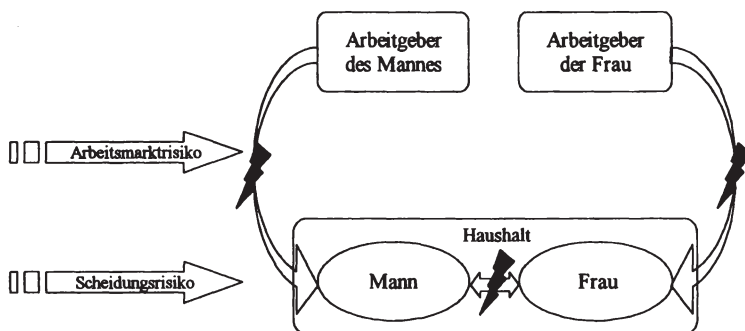 Arbeitgeber
des Mannes
Arbeitgeber
der Frau
Arbeitsmarktrisiko
Haushalt
Mann
Frau
Scheidungsrisiko